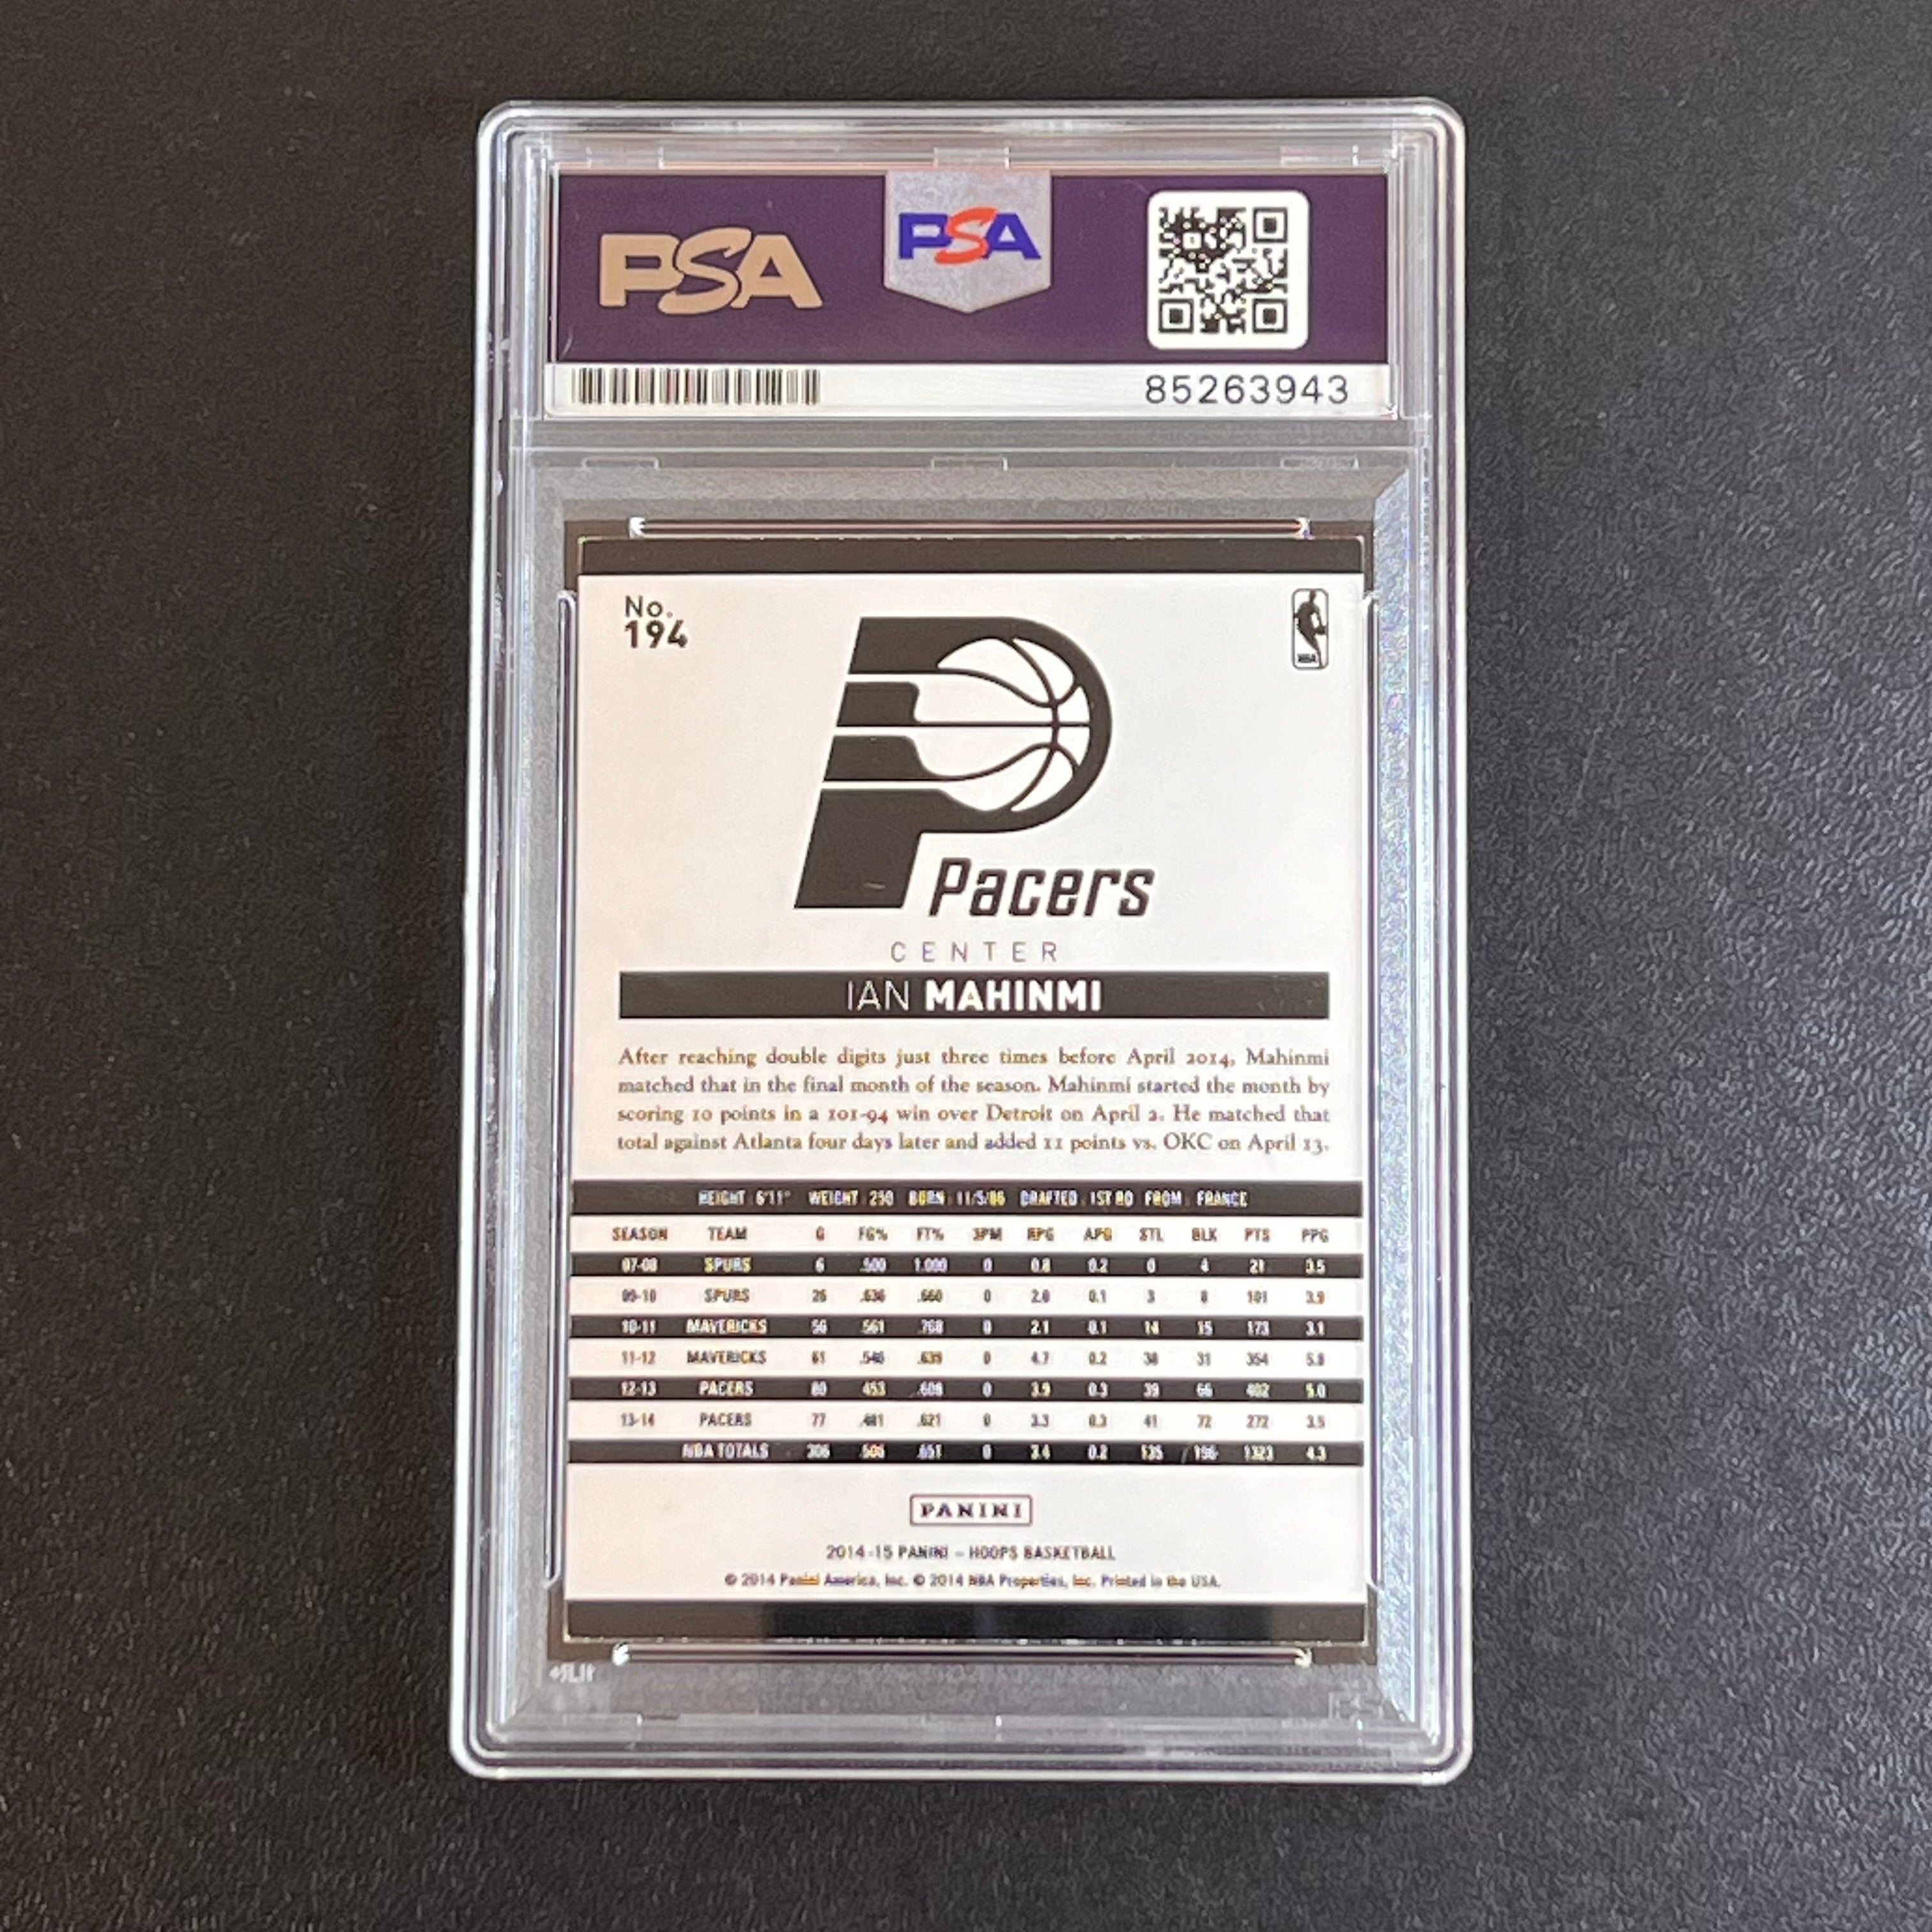 PSA PSA
85263943
No.
194
NBA
Pacers
CENTER
IAN MAHINMI
After reaching double digits just three times before April 2014, Mahinmi
matched that in the final month of the season. Mahinmi started the month by
scoring 10 points in a 101-94 win over Detroit on April 2. He matched that
total against Atlanta four days later and added 11 points vs. OKC on April 13.
HEIGHT 6'11" WEIGHT 250 BORN 11/5/86 DRAFTED 1ST RD FROM FRANCE
SEASON TEAM G FG% FT% 3PM RPG APG STL BLK PTS PPG
07-08 SPURS 6 .500 1.000 0 0.8 0.2 0 4 21 3.5
09-10 SPURS 26 .636 .660 0 2.0 0.1 3 8 101 3.9
10-11 MAVERICKS 56 .561 .768 0 2.1 0.1 14 15 173 3.1
11-12 MAVERICKS 61 .546 .639 0 4.7 0.2 38 31 354 5.8
12-13 PACERS 80 .453 .608 0 3.9 0.3 39 66 402 5.0
13-14 PACERS 77 .481 .621 0 3.3 0.3 41 72 272 3.5
NBA TOTALS 306 .506 .651 0 3.4 0.2 135 196 1323 4.3
PANINI
2014-15 PANINI – HOOPS BASKETBALL
© 2014 Panini America, Inc. © 2014 NBA Properties, Inc. Printed in the USA.